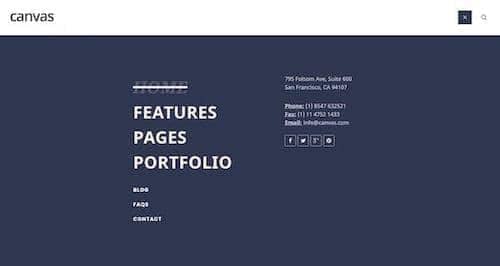 canvas
HOME
FEATURES
PAGES
PORTFOLIO
BLOG
FAQS
CONTACT
795 Folsom Ave, Suite 600
San Francisco, CA 94107
Phone: (1) 8547 632521
Fax: (1) 11 4752 1433
Email: info@canvas.com